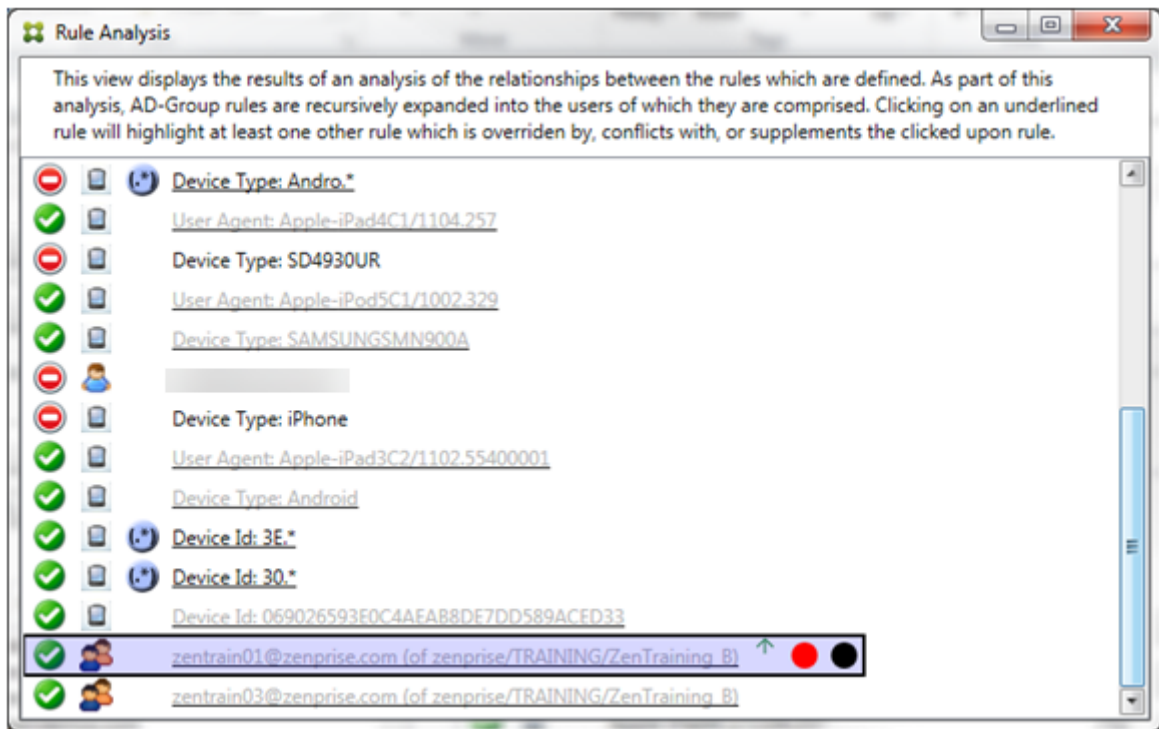 Rule Analysis
This view displays the results of an analysis of the relationships between the rules which are defined. As part of this
analysis, AD-Group rules are recursively expanded into the users of which they are comprised. Clicking on an underlined
rule will highlight at least one other rule which is overriden by, conflicts with, or supplements the clicked upon rule.
(.*) Device Type: Andro.*
User Agent: Apple-iPad4C1/1104.257
Device Type: SD4930UR
User Agent: Apple-iPod5C1/1002.329
Device Type: SAMSUNGSMN900A
Device Type: iPhone
User Agent: Apple-iPad3C2/1102.55400001
Device Type: Android
(.*) Device Id: 3E.*
(.*) Device Id: 30.*
Device Id: 069026593E0C4AEAB8DE7DD589ACED33
zentrain01@zenprise.com (of zenprise/TRAINING/ZenTraining_B)
zentrain03@zenprise.com (of zenprise/TRAINING/ZenTraining_B)